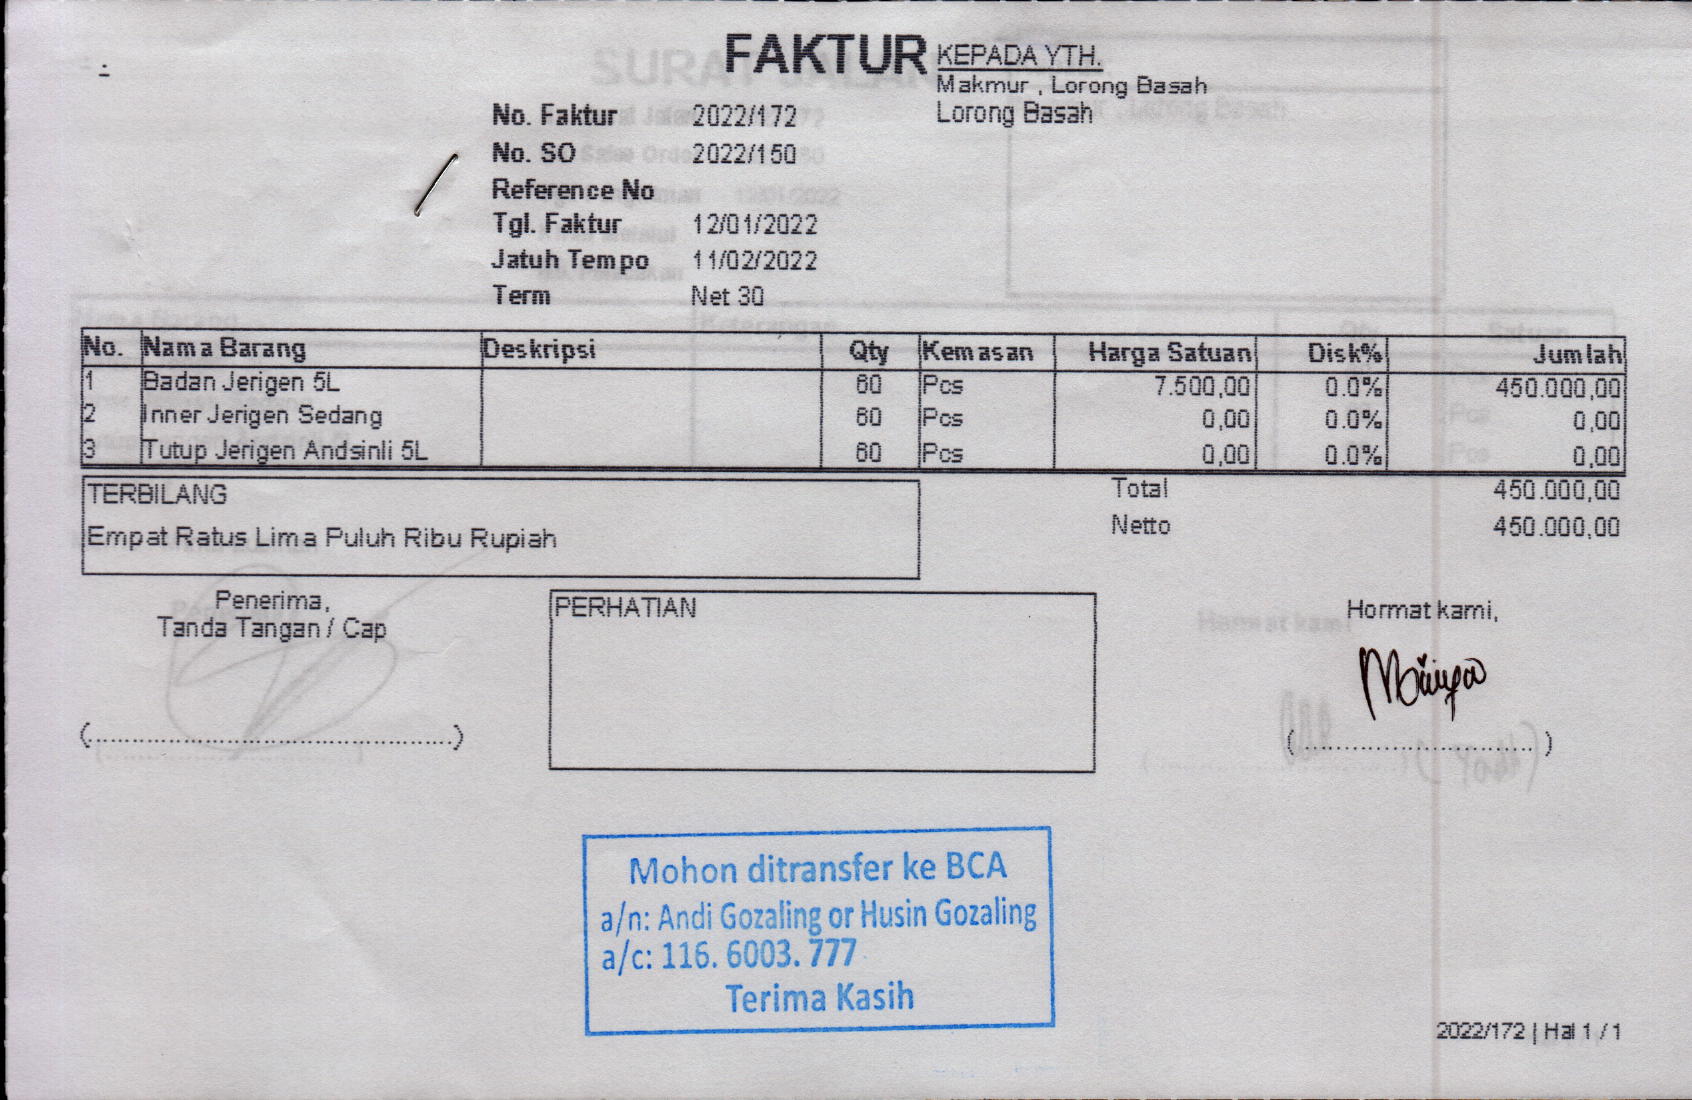 FAKTUR
KEPADA YTH.
Makmur , Lorong Basah
Lorong Basah
No. Faktur 2022/172
No. SO 2022/150
Reference No
Tgl. Faktur 12/01/2022
Jatuh Tempo 11/02/2022
Term Net 30
No. Nama Barang Deskripsi Qty Kemasan Harga Satuan Disk% Jumlah
1 Badan Jerigen 5L 60 Pcs 7.500,00 0.0% 450.000,00
2 Inner Jerigen Sedang 60 Pcs 0,00 0.0% 0,00
3 Tutup Jerigen Andsinli 5L 60 Pcs 0,00 0.0% 0,00
TERBILANG
Empat Ratus Lima Puluh Ribu Rupiah
Total 450.000,00
Netto 450.000,00
Penerima,
Tanda Tangan / Cap
(................................................)
PERHATIAN
Hormat kami,
(..............................)
Mohon ditransfer ke BCA
a/n: Andi Gozaling or Husin Gozaling
a/c: 116. 6003. 777
Terima Kasih
2022/172 | Hal 1 / 1